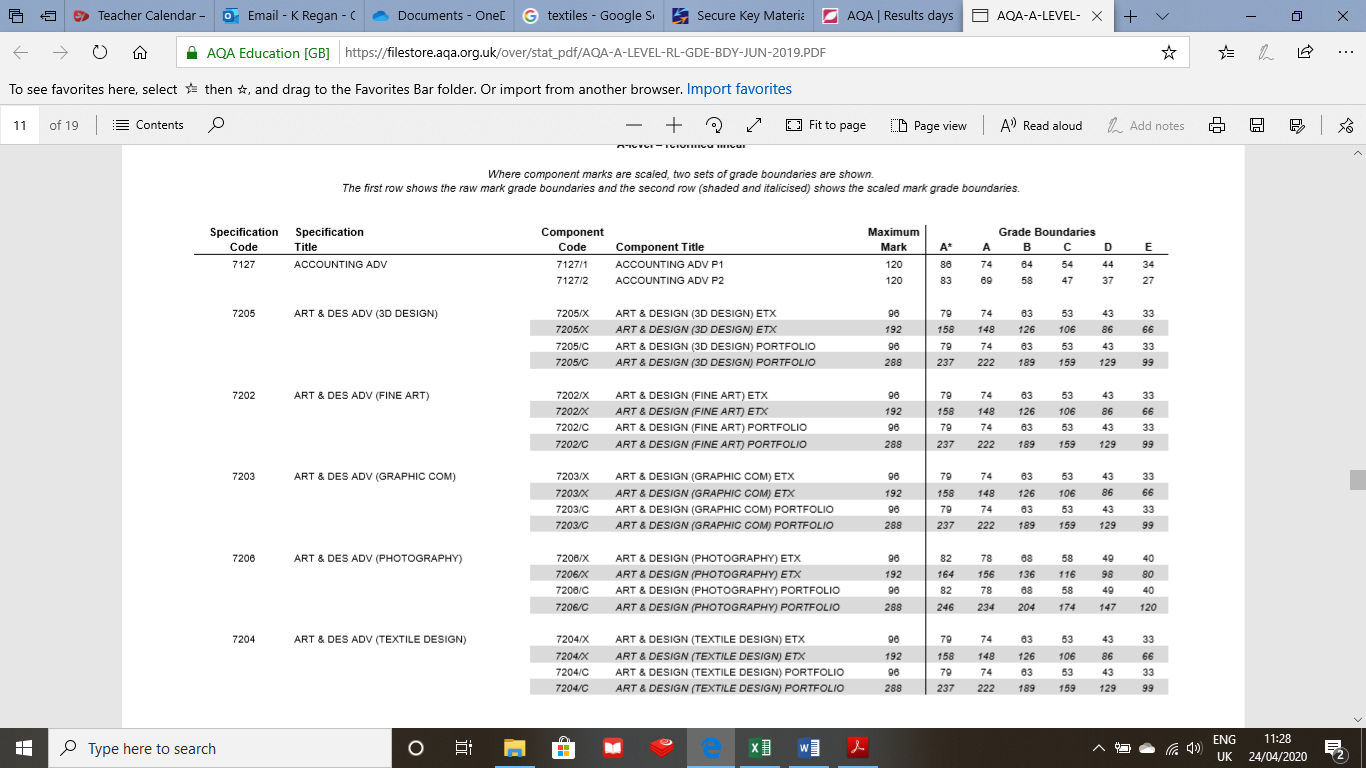 Teacher Calendar –
Email - K Regan - C
Documents - OneD
textiles - Google S
Secure Key Materia
AQA | Results days
AQA-A-LEVEL-
AQA Education [GB]
https://filestore.aqa.org.uk/over/stat_pdf/AQA-A-LEVEL-RL-GDE-BDY-JUN-2019.PDF
To see favorites here, select then ☆, and drag to the Favorites Bar folder. Or import from another browser. Import favorites
11 of 19 Contents Fit to page Page view Read aloud Add notes
A-level – reformed linear
Where component marks are scaled, two sets of grade boundaries are shown.
The first row shows the raw mark grade boundaries and the second row (shaded and italicised) shows the scaled mark grade boundaries.
Specification Specification Component Maximum Grade Boundaries
Code Title Code Component Title Mark A* A B C D E
7127 ACCOUNTING ADV 7127/1 ACCOUNTING ADV P1 120 86 74 64 54 44 34
7127/2 ACCOUNTING ADV P2 120 83 69 58 47 37 27
7205 ART & DES ADV (3D DESIGN) 7205/X ART & DESIGN (3D DESIGN) ETX 96 79 74 63 53 43 33
7205/X ART & DESIGN (3D DESIGN) ETX 192 158 148 126 106 86 66
7205/C ART & DESIGN (3D DESIGN) PORTFOLIO 96 79 74 63 53 43 33
7205/C ART & DESIGN (3D DESIGN) PORTFOLIO 288 237 222 189 159 129 99
7202 ART & DES ADV (FINE ART) 7202/X ART & DESIGN (FINE ART) ETX 96 79 74 63 53 43 33
7202/X ART & DESIGN (FINE ART) ETX 192 158 148 126 106 86 66
7202/C ART & DESIGN (FINE ART) PORTFOLIO 96 79 74 63 53 43 33
7202/C ART & DESIGN (FINE ART) PORTFOLIO 288 237 222 189 159 129 99
7203 ART & DES ADV (GRAPHIC COM) 7203/X ART & DESIGN (GRAPHIC COM) ETX 96 79 74 63 53 43 33
7203/X ART & DESIGN (GRAPHIC COM) ETX 192 158 148 126 106 86 66
7203/C ART & DESIGN (GRAPHIC COM) PORTFOLIO 96 79 74 63 53 43 33
7203/C ART & DESIGN (GRAPHIC COM) PORTFOLIO 288 237 222 189 159 129 99
7206 ART & DES ADV (PHOTOGRAPHY) 7206/X ART & DESIGN (PHOTOGRAPHY) ETX 96 82 78 68 58 49 40
7206/X ART & DESIGN (PHOTOGRAPHY) ETX 192 164 156 136 116 98 80
7206/C ART & DESIGN (PHOTOGRAPHY) PORTFOLIO 96 82 78 68 58 49 40
7206/C ART & DESIGN (PHOTOGRAPHY) PORTFOLIO 288 246 234 204 174 147 120
7204 ART & DES ADV (TEXTILE DESIGN) 7204/X ART & DESIGN (TEXTILE DESIGN) ETX 96 79 74 63 53 43 33
7204/X ART & DESIGN (TEXTILE DESIGN) ETX 192 158 148 126 106 86 66
7204/C ART & DESIGN (TEXTILE DESIGN) PORTFOLIO 96 79 74 63 53 43 33
7204/C ART & DESIGN (TEXTILE DESIGN) PORTFOLIO 288 237 222 189 159 129 99
Type here to search
ENG 11:28
UK 24/04/2020 2